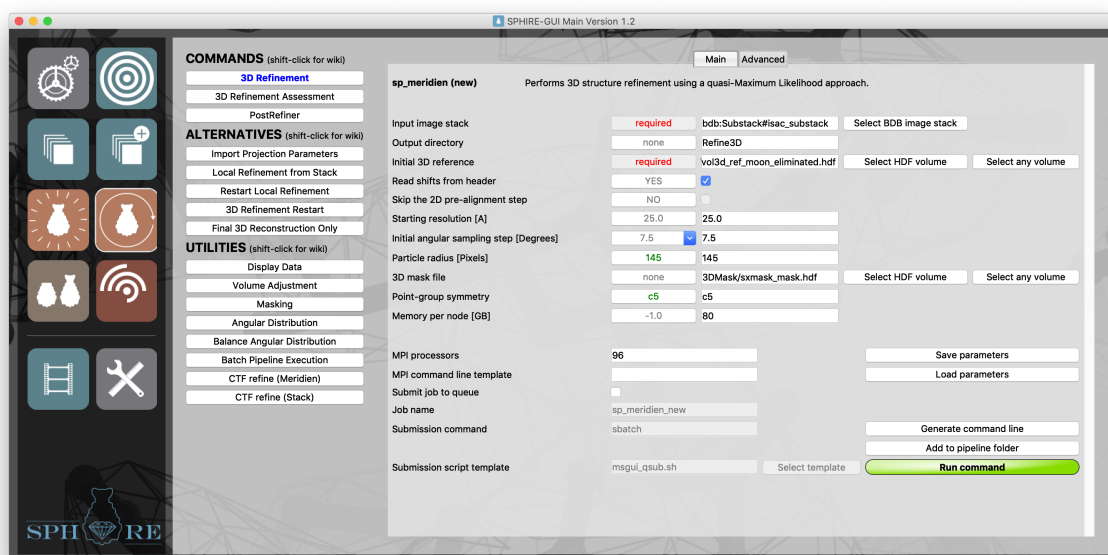 SPHIRE-GUI Main Version 1.2
COMMANDS (shift-click for wiki)
3D Refinement
3D Refinement Assessment
PostRefiner
ALTERNATIVES (shift-click for wiki)
Import Projection Parameters
Local Refinement from Stack
Restart Local Refinement
3D Refinement Restart
Final 3D Reconstruction Only
UTILITIES (shift-click for wiki)
Display Data
Volume Adjustment
Masking
Angular Distribution
Balance Angular Distribution
Batch Pipeline Execution
CTF refine (Meridien)
CTF refine (Stack)
SPHIRE
Main Advanced
sp_meridien (new) Performs 3D structure refinement using a quasi-Maximum Likelihood approach.
Input image stack required bdb:Substack#isac_substack Select BDB image stack
Output directory none Refine3D
Initial 3D reference required vol3d_ref_moon_eliminated.hdf Select HDF volume Select any volume
Read shifts from header YES
Skip the 2D pre-alignment step NO
Starting resolution [A] 25.0 25.0
Initial angular sampling step [Degrees] 7.5 7.5
Particle radius [Pixels] 145 145
3D mask file none 3DMask/sxmask_mask.hdf Select HDF volume Select any volume
Point-group symmetry c5 c5
Memory per node [GB] -1.0 80
MPI processors 96 Save parameters
MPI command line template Load parameters
Submit job to queue
Job name sp_meridien_new
Submission command sbatch Generate command line
Add to pipeline folder
Submission script template msgui_qsub.sh Select template Run command